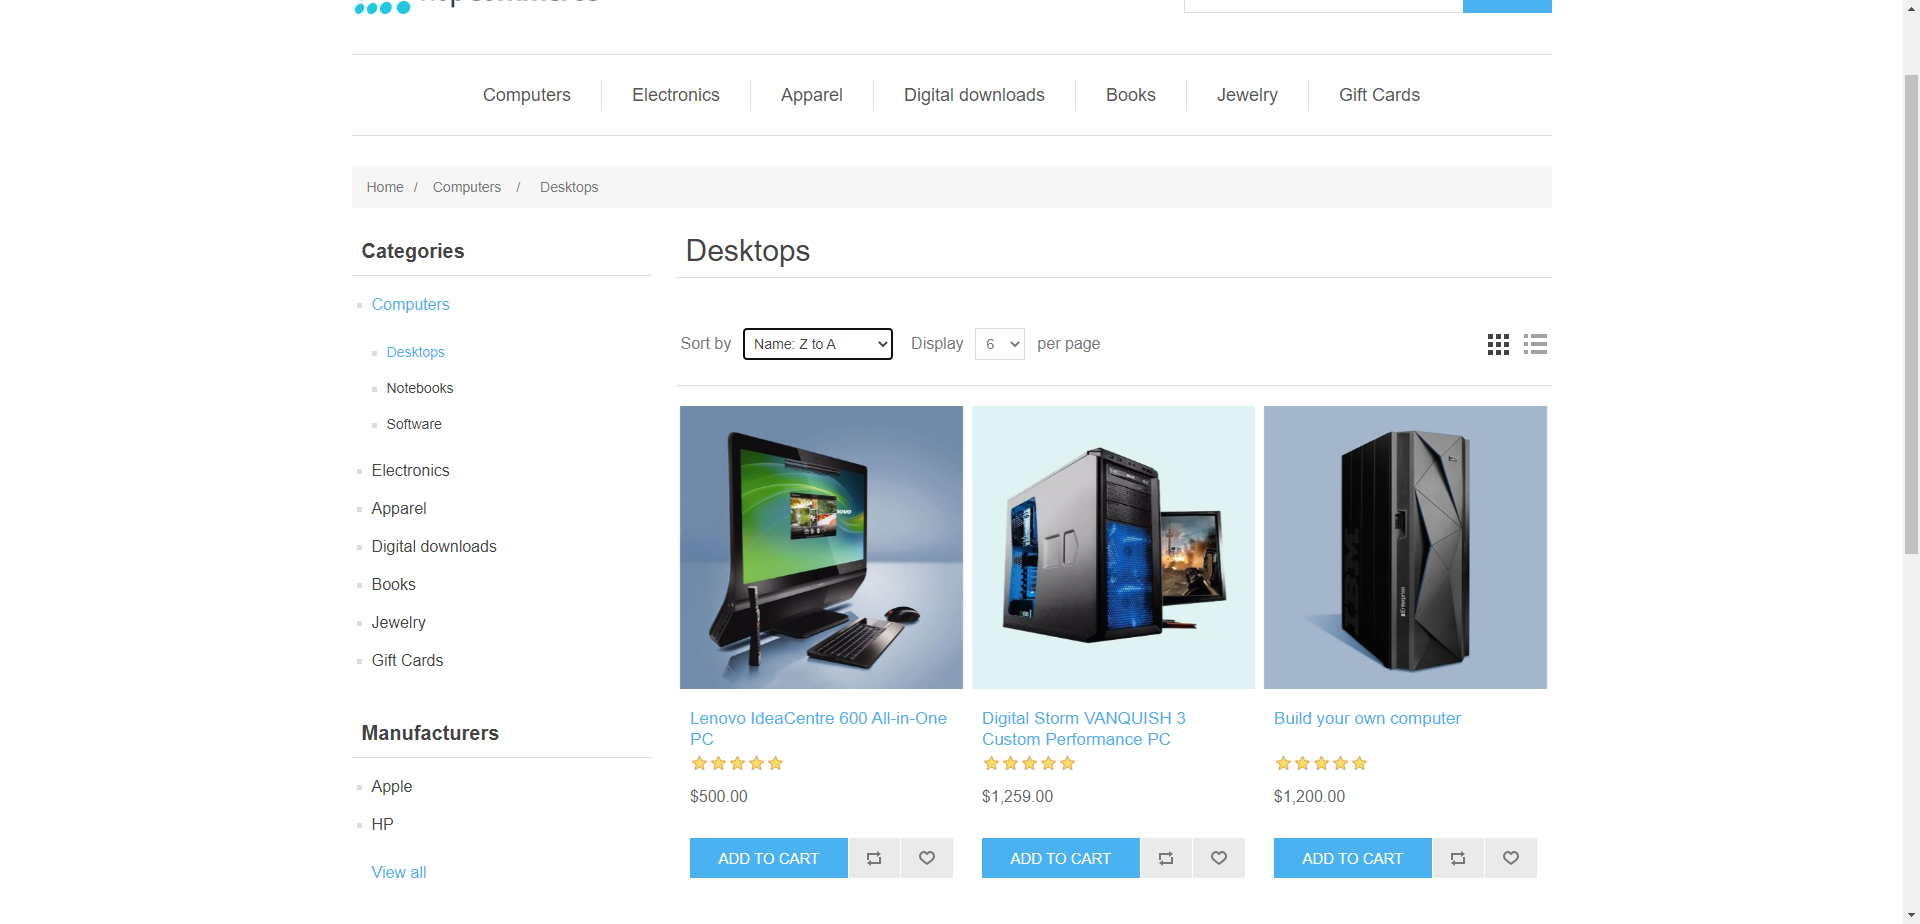 Computers
Electronics
Apparel
Digital downloads
Books
Jewelry
Gift Cards
Home / Computers / Desktops
Categories
Computers
Desktops
Notebooks
Software
Electronics
Apparel
Digital downloads
Books
Jewelry
Gift Cards
Manufacturers
Apple
HP
View all
Desktops
Sort by Name: Z to A Display 6 per page
Lenovo IdeaCentre 600 All-in-One
PC
$500.00
ADD TO CART
Digital Storm VANQUISH 3
Custom Performance PC
$1,259.00
ADD TO CART
IBM
Build your own computer
$1,200.00
ADD TO CART